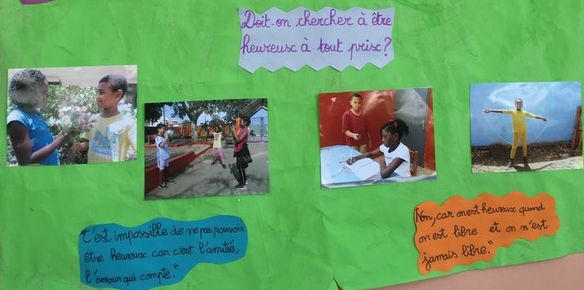 Doit-on chercher à être
heureux à tout prix?
"C'est impossible de ne pas pouvoir
être heureux car c'est l'amitié,
l'amour qui compte."
Non, car on est heureux quand
on est libre et on n'est
jamais libre."